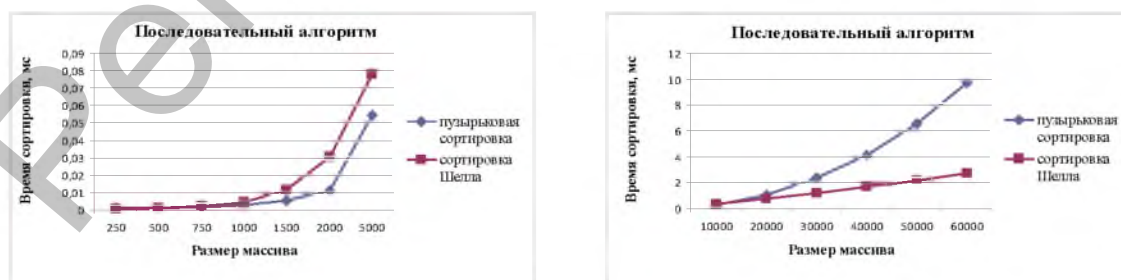 Последовательный алгоритм
Время сортировки, мс
0,09
0,08
0,07
0,06
0,05
0,04
0,03
0,02
0,01
0
250 500 750 1000 1500 2000 5000
Размер массива
пузырьковая
сортировка
сортировка
Шелла
Последовательный алгоритм
Время сортировки, мс
12
10
8
6
4
2
0
10000 20000 30000 40000 50000 60000
Размер массива
пузырьковая
сортировка
сортировка
Шелла